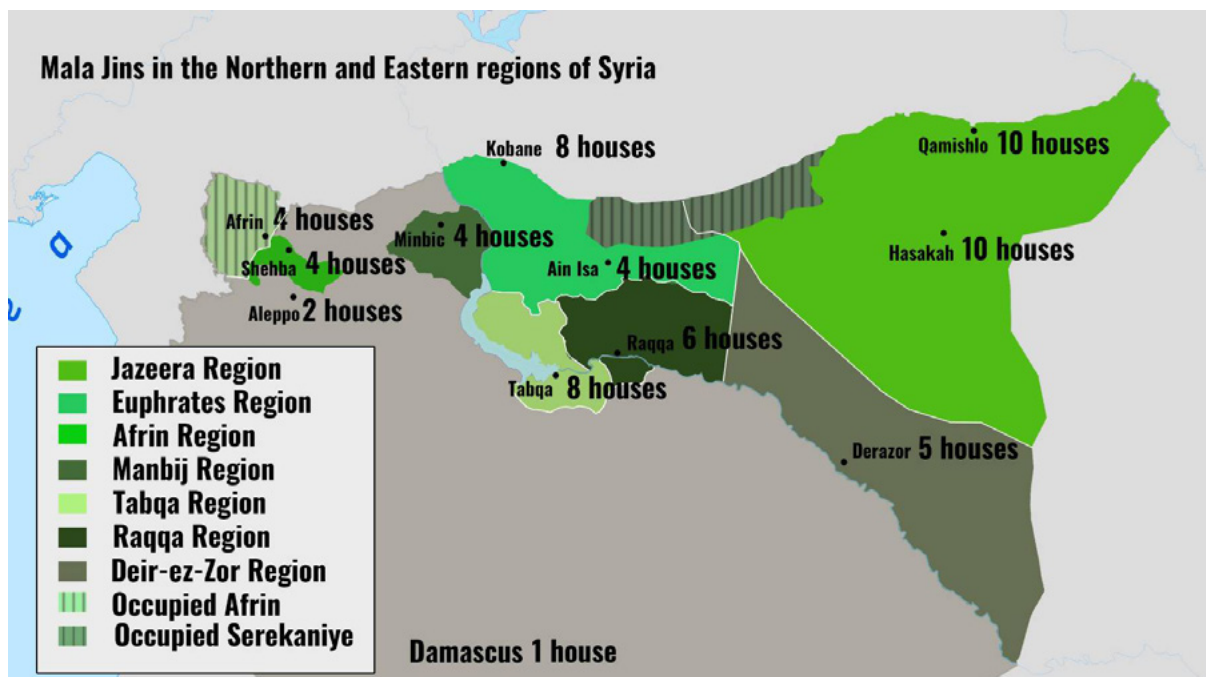 Mala Jins in the Northern and Eastern regions of Syria
Kobane 8 houses
Qamishlo 10 houses
Afrin 4 houses
Minbic 4 houses
Hasakah 10 houses
Shehba 4 houses
Ain Isa 4 houses
Aleppo 2 houses
Raqqa 6 houses
Tabqa 8 houses
Derazor 5 houses
Jazeera Region
Euphrates Region
Afrin Region
Manbij Region
Tabqa Region
Raqqa Region
Deir-ez-Zor Region
Occupied Afrin
Occupied Serekaniye
Damascus 1 house